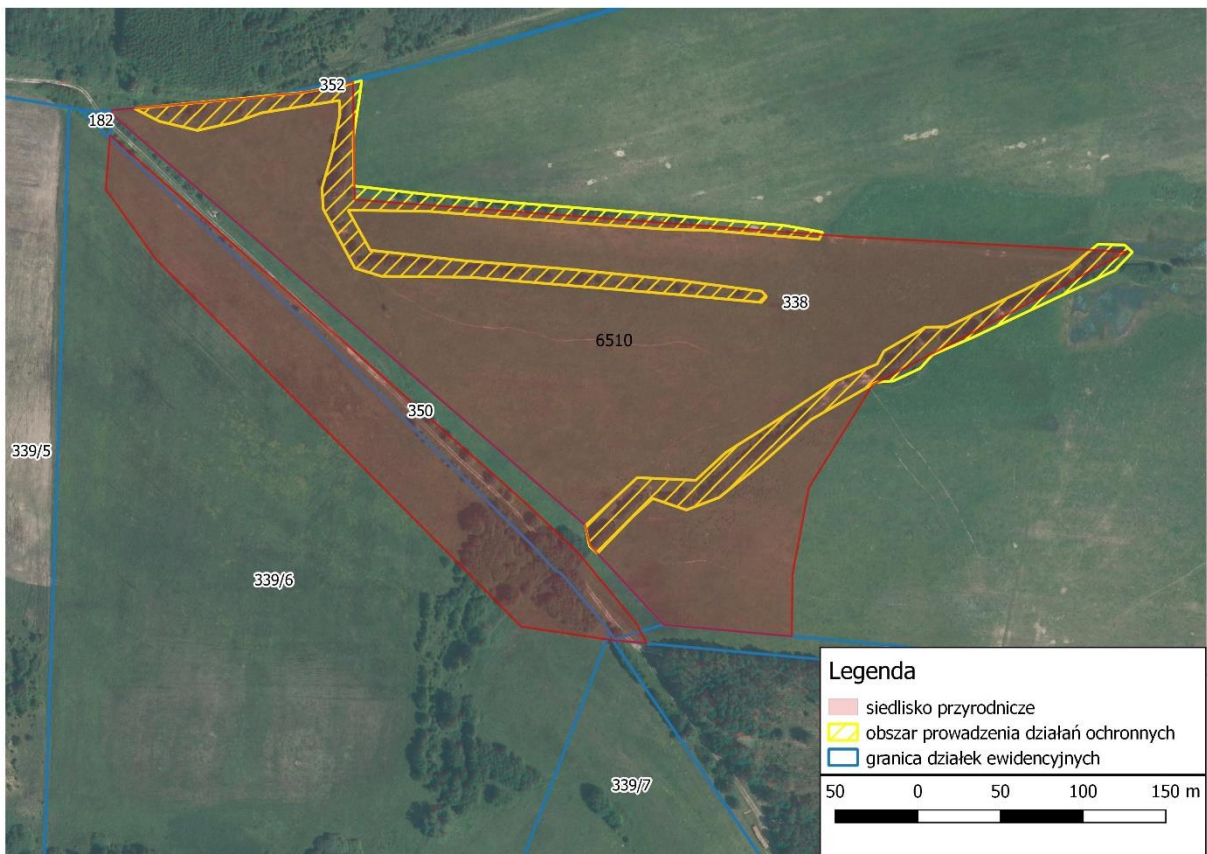 352
182
338
6510
350
339/5
339/6
339/7
Legenda
siedlisko przyrodnicze
obszar prowadzenia działań ochronnych
granica działek ewidencyjnych
50 0 50 100 150 m